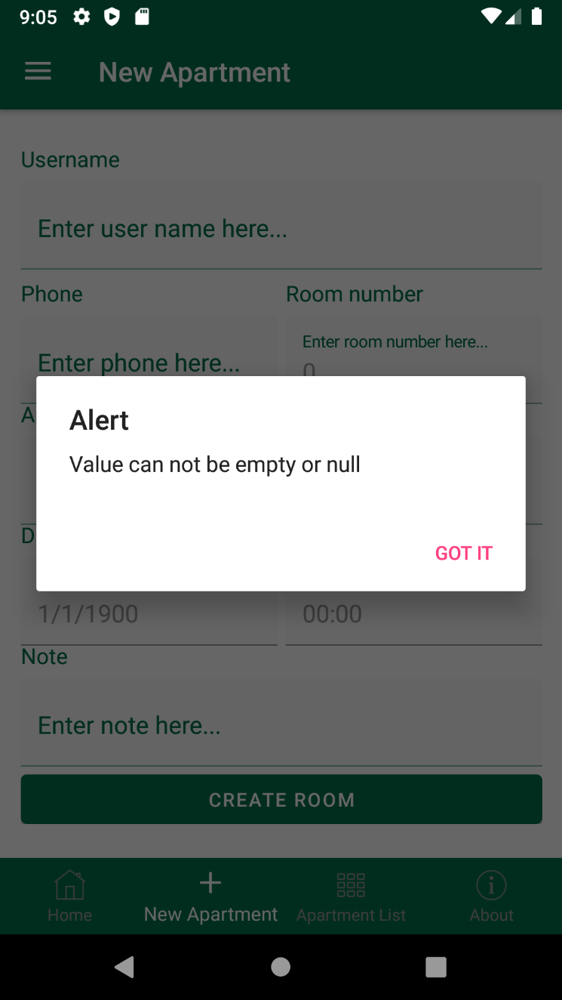 9:05
New Apartment
Username
Enter user name here...
Phone
Room number
Enter phone here...
Enter room number here...
0
A
Alert
Value can not be empty or null
D
GOT IT
1/1/1900
00:00
Note
Enter note here...
CREATE ROOM
Home
New Apartment
Apartment List
About